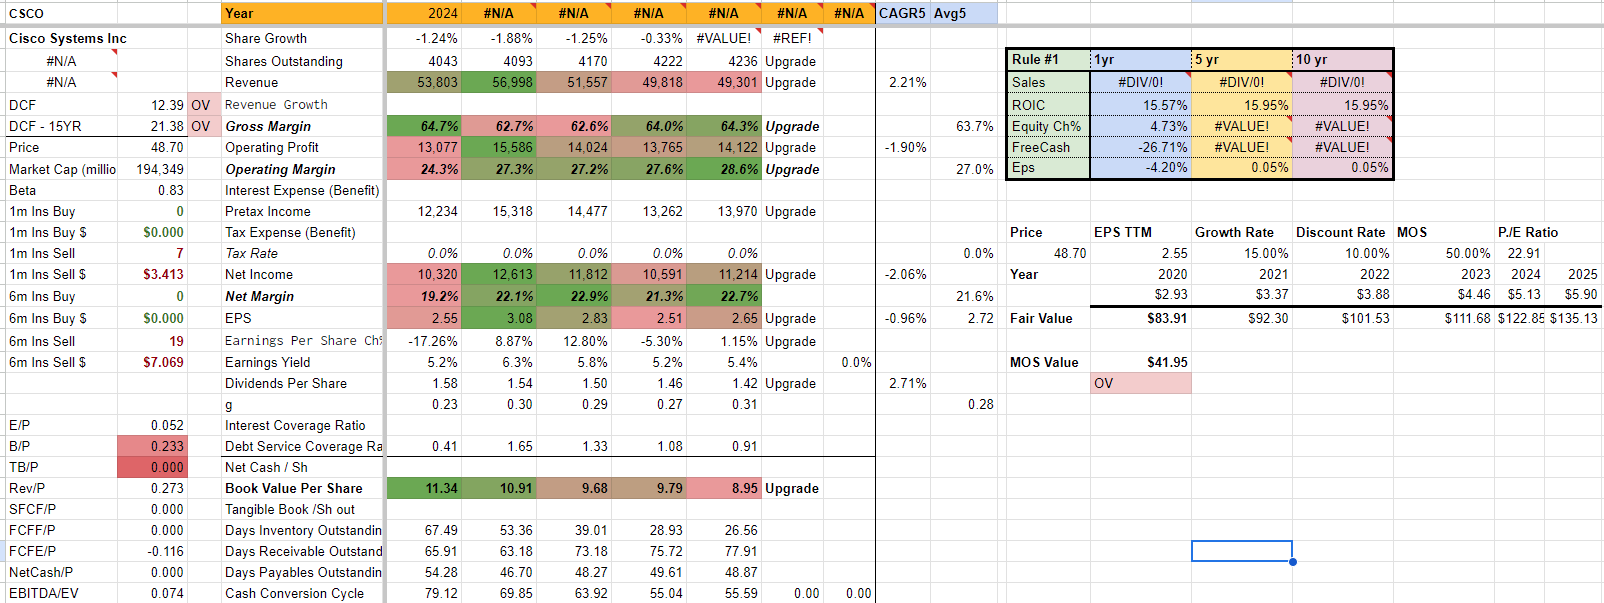 CSCO Year 2024 #N/A #N/A #N/A #N/A #N/A #N/A CAGR5 Avg5
Cisco Systems Inc Share Growth -1.24% -1.88% -1.25% -0.33% #VALUE! #REF!
#N/A Shares Outstanding 4043 4093 4170 4222 4236 Upgrade Rule #1 1yr 5 yr 10 yr
#N/A Revenue 53,803 56,998 51,557 49,818 49,301 Upgrade 2.21% Sales #DIV/0! #DIV/0! #DIV/0!
DCF 12.39 OV Revenue Growth ROIC 15.57% 15.95% 15.95%
DCF - 15YR 21.38 OV Gross Margin 64.7% 62.7% 62.6% 64.0% 64.3% Upgrade 63.7% Equity Ch% 4.73% #VALUE! #VALUE!
Price 48.70 Operating Profit 13,077 15,586 14,024 13,765 14,122 Upgrade -1.90% FreeCash -26.71% #VALUE! #VALUE!
Market Cap (millio 194,349 Operating Margin 24.3% 27.3% 27.2% 27.6% 28.6% Upgrade 27.0% Eps -4.20% 0.05% 0.05%
Beta 0.83 Interest Expense (Benefit)
1m Ins Buy 0 Pretax Income 12,234 15,318 14,477 13,262 13,970 Upgrade
1m Ins Buy $ $0.000 Tax Expense (Benefit) Price EPS TTM Growth Rate Discount Rate MOS P./E Ratio
1m Ins Sell 7 Tax Rate 0.0% 0.0% 0.0% 0.0% 0.0% 0.0% 48.70 2.55 15.00% 10.00% 50.00% 22.91
1m Ins Sell $ $3.413 Net Income 10,320 12,613 11,812 10,591 11,214 Upgrade -2.06% Year 2020 2021 2022 2023 2024 2025
6m Ins Buy 0 Net Margin 19.2% 22.1% 22.9% 21.3% 22.7% 21.6% $2.93 $3.37 $3.88 $4.46 $5.13 $5.90
6m Ins Buy $ $0.000 EPS 2.55 3.08 2.83 2.51 2.65 Upgrade -0.96% 2.72 Fair Value $83.91 $92.30 $101.53 $111.68 $122.85 $135.13
6m Ins Sell 19 Earnings Per Share Ch -17.26% 8.87% 12.80% -5.30% 1.15% Upgrade
6m Ins Sell $ $7.069 Earnings Yield 5.2% 6.3% 5.8% 5.2% 5.4% 0.0% MOS Value $41.95
Dividends Per Share 1.58 1.54 1.50 1.46 1.42 Upgrade 2.71% OV
g 0.23 0.30 0.29 0.27 0.31 0.28
E/P 0.052 Interest Coverage Ratio
B/P 0.233 Debt Service Coverage Ra 0.41 1.65 1.33 1.08 0.91
TB/P 0.000 Net Cash / Sh
Rev/P 0.273 Book Value Per Share 11.34 10.91 9.68 9.79 8.95 Upgrade
SFCF/P 0.000 Tangible Book /Sh out
FCFF/P 0.000 Days Inventory Outstandin 67.49 53.36 39.01 28.93 26.56
FCFE/P -0.116 Days Receivable Outstand 65.91 63.18 73.18 75.72 77.91
NetCash/P 0.000 Days Payables Outstandin 54.28 46.70 48.27 49.61 48.87
EBITDA/EV 0.074 Cash Conversion Cycle 79.12 69.85 63.92 55.04 55.59 0.00 0.00